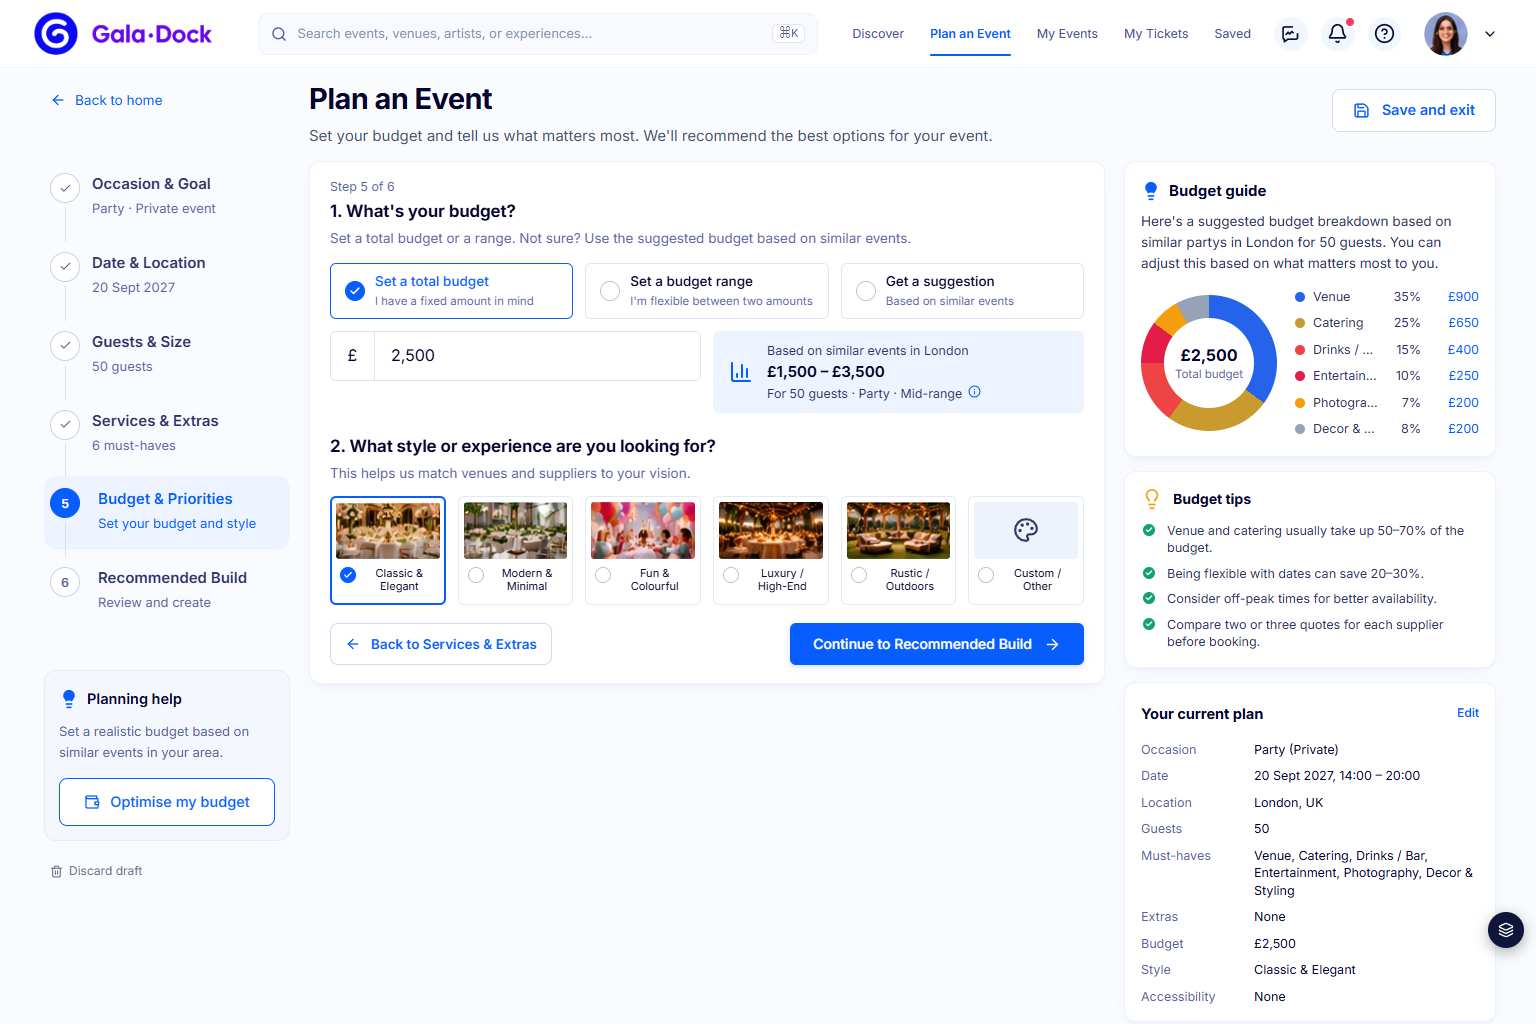 Gala·Dock
Search events, venues, artists, or experiences...
⌘K
Discover
Plan an Event
My Events
My Tickets
Saved
Back to home
Plan an Event
Set your budget and tell us what matters most. We'll recommend the best options for your event.
Save and exit
Occasion & Goal
Party · Private event
Date & Location
20 Sept 2027
Guests & Size
50 guests
Services & Extras
6 must-haves
5
Budget & Priorities
Set your budget and style
6
Recommended Build
Review and create
Planning help
Set a realistic budget based on
similar events in your area.
Optimise my budget
Discard draft
Step 5 of 6
1. What's your budget?
Set a total budget or a range. Not sure? Use the suggested budget based on similar events.
Set a total budget
I have a fixed amount in mind
Set a budget range
I'm flexible between two amounts
Get a suggestion
Based on similar events
£
2,500
Based on similar events in London
£1,500 – £3,500
For 50 guests · Party · Mid-range
2. What style or experience are you looking for?
This helps us match venues and suppliers to your vision.
Classic &
Elegant
Modern &
Minimal
Fun &
Colourful
Luxury /
High-End
Rustic /
Outdoors
Custom /
Other
Back to Services & Extras
Continue to Recommended Build
Budget guide
Here's a suggested budget breakdown based on
similar partys in London for 50 guests. You can
adjust this based on what matters most to you.
£2,500
Total budget
Venue 35% £900
Catering 25% £650
Drinks / ... 15% £400
Entertain... 10% £250
Photogra... 7% £200
Decor & ... 8% £200
Budget tips
Venue and catering usually take up 50–70% of the
budget.
Being flexible with dates can save 20–30%.
Consider off-peak times for better availability.
Compare two or three quotes for each supplier
before booking.
Your current plan
Edit
Occasion Party (Private)
Date 20 Sept 2027, 14:00 – 20:00
Location London, UK
Guests 50
Must-haves Venue, Catering, Drinks / Bar,
Entertainment, Photography, Decor &
Styling
Extras None
Budget £2,500
Style Classic & Elegant
Accessibility None